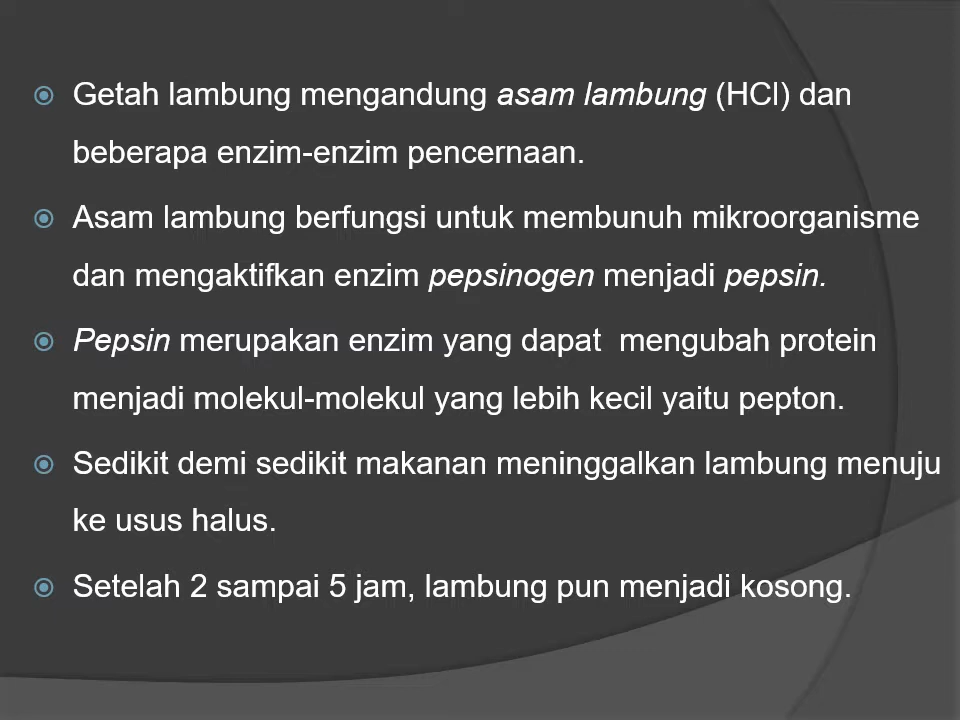 Getah lambung mengandung asam lambung (HCl) dan
beberapa enzim-enzim pencernaan.
Asam lambung berfungsi untuk membunuh mikroorganisme
dan mengaktifkan enzim pepsinogen menjadi pepsin.
Pepsin merupakan enzim yang dapat  mengubah protein
menjadi molekul-molekul yang lebih kecil yaitu pepton.
Sedikit demi sedikit makanan meninggalkan lambung menuju
ke usus halus.
Setelah 2 sampai 5 jam, lambung pun menjadi kosong.